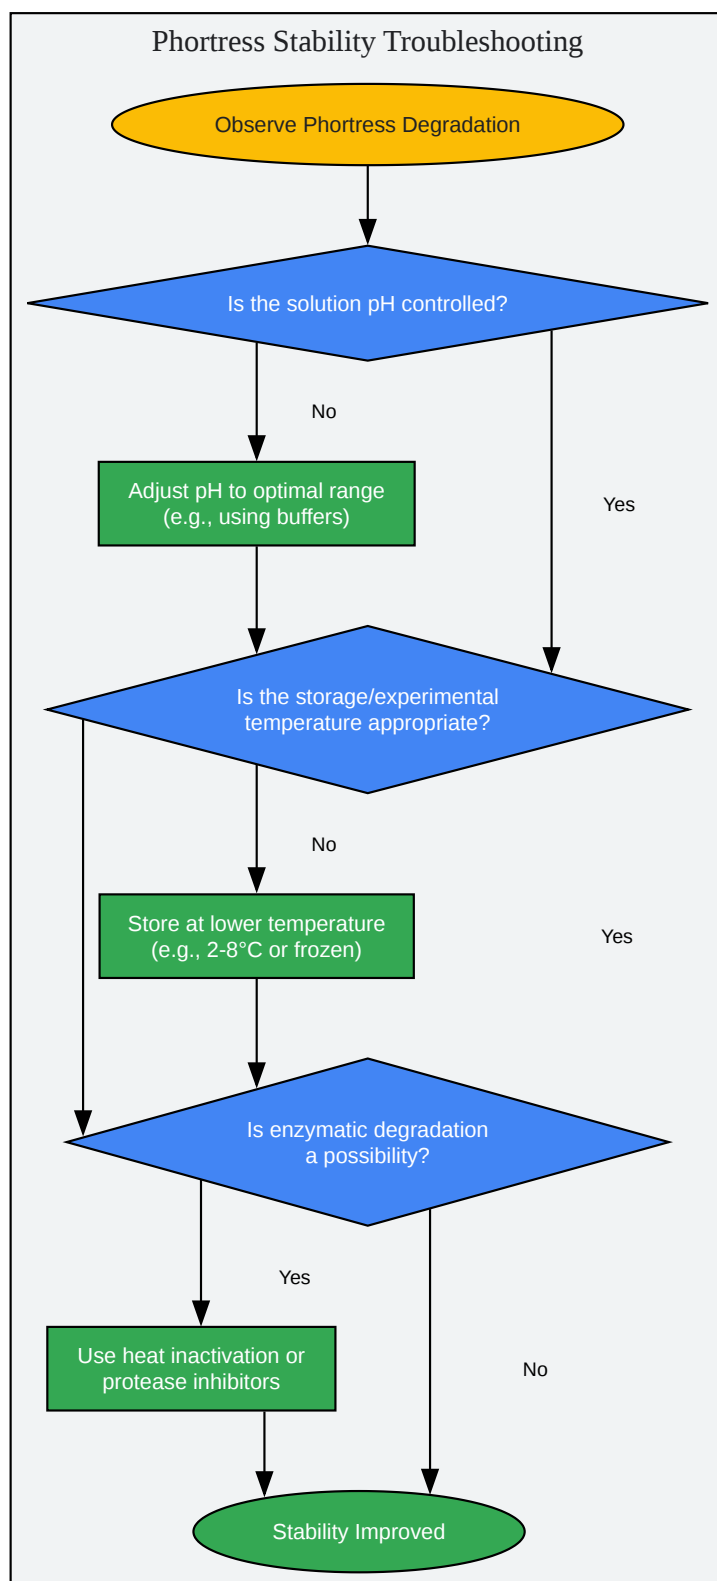 Phortress Stability Troubleshooting
Observe Phortress Degradation
Is the solution pH controlled?
No
Adjust pH to optimal range
(e.g., using buffers)
Yes
Is the storage/experimental
temperature appropriate?
No
Store at lower temperature
(e.g., 2-8°C or frozen)
Yes
Is enzymatic degradation
a possibility?
Yes
Use heat inactivation or
protease inhibitors
No
Stability Improved